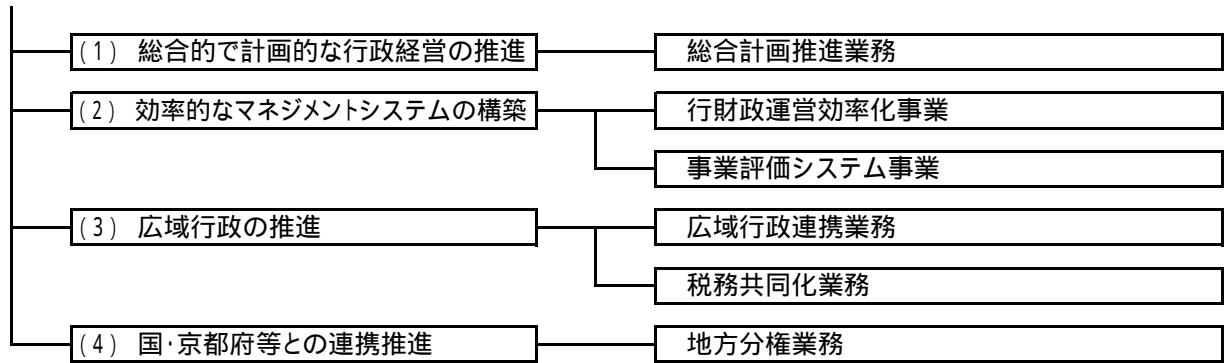 (1) 総合的で計画的な行政経営の推進
総合計画推進業務
(2) 効率的なマネジメントシステムの構築
行財政運営効率化事業
事業評価システム事業
(3) 広域行政の推進
広域行政連携業務
税務共同化業務
(4) 国・京都府等との連携推進
地方分権業務